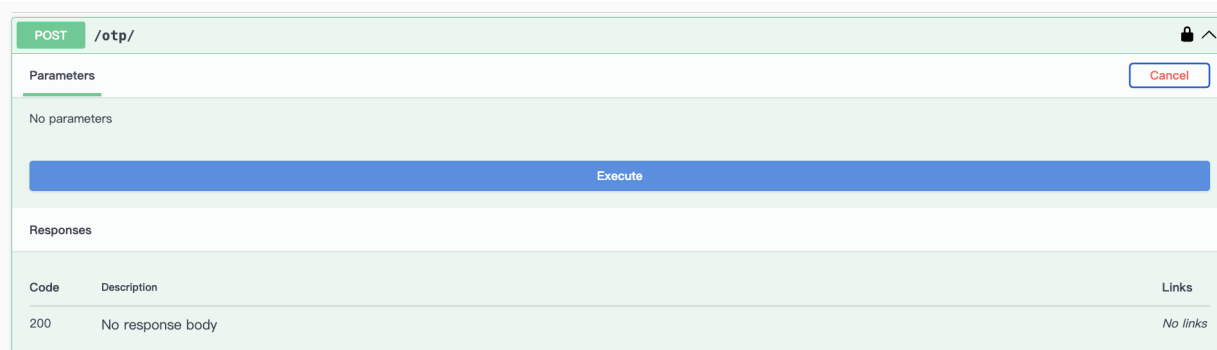 POST /otp/
Parameters Cancel
No parameters
Execute
Responses
Code Description Links
200 No response body No links